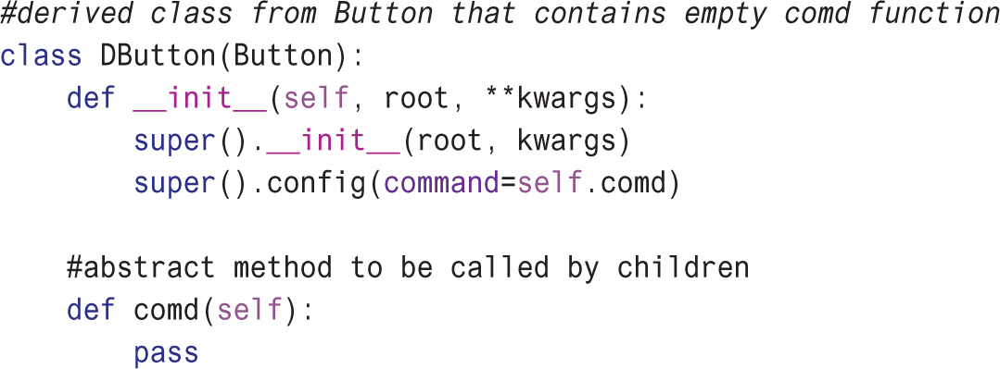 #derived class from Button that contains empty comd function
class DButton(Button):
    def __init__(self, root, **kwargs):
        super().__init__(root, kwargs)
        super().config(command=self.comd)

    #abstract method to be called by children
    def comd(self):
        pass